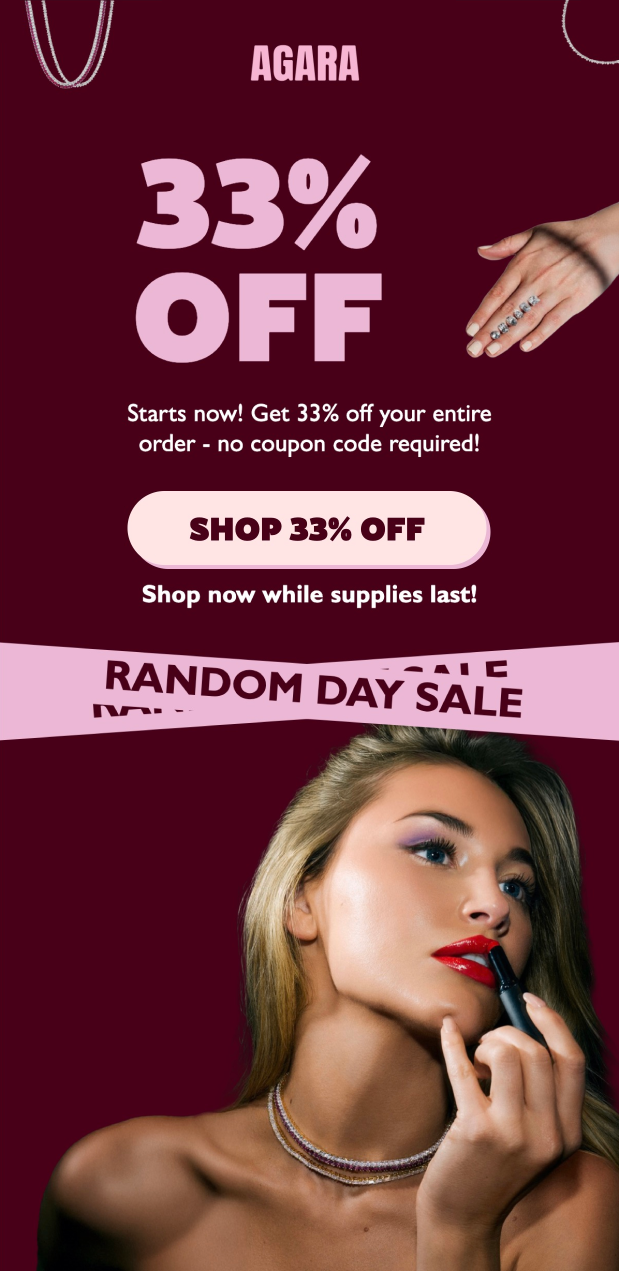 AGARA
33%
OFF
Starts now! Get 33% off your entire
order - no coupon code required!
SHOP 33% OFF
Shop now while supplies last!
RANDOM DAY SALE
SALE